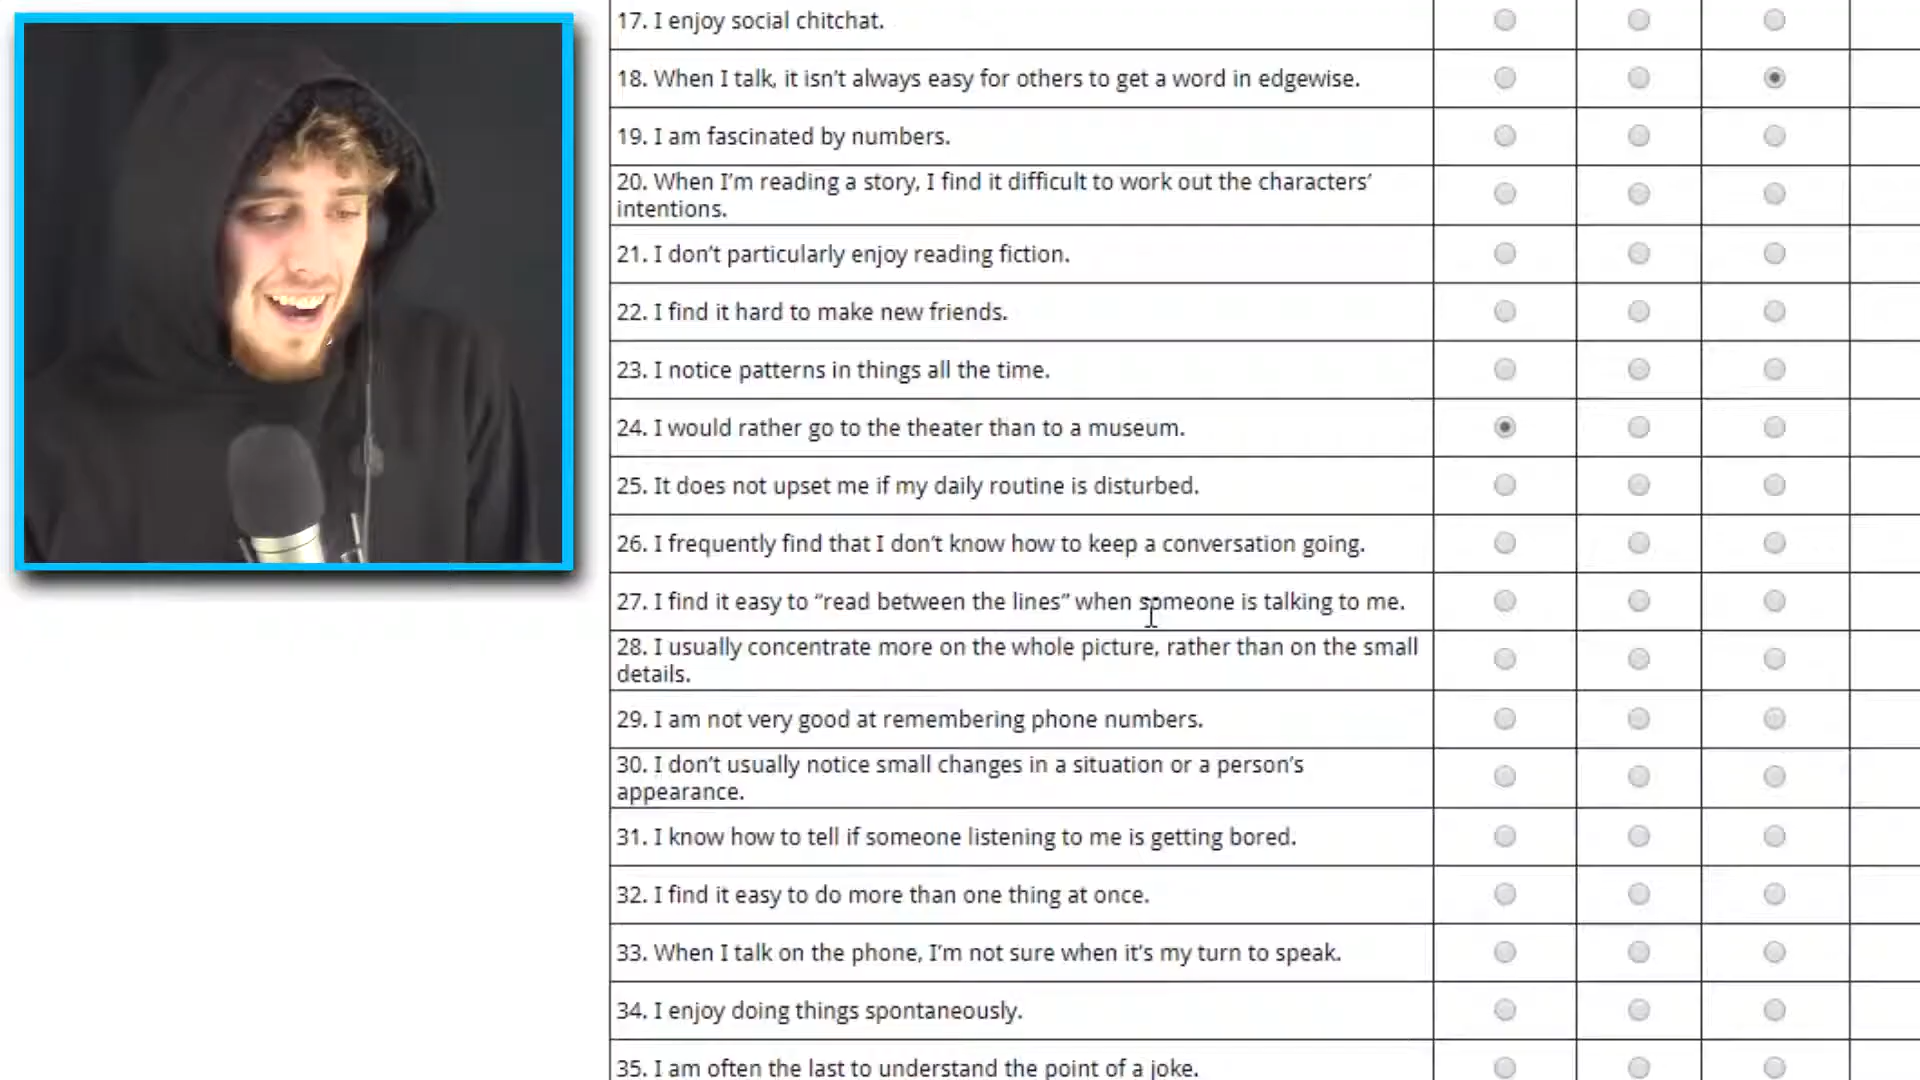 17. I enjoy social chitchat.
18. When I talk, it isn't always easy for others to get a word in edgewise.
19. I am fascinated by numbers.
20. When I'm reading a story, I find it difficult to work out the characters'
intentions.
21. I don't particularly enjoy reading fiction.
22. I find it hard to make new friends.
23. I notice patterns in things all the time.
24. I would rather go to the theater than to a museum.
25. It does not upset me if my daily routine is disturbed.
26. I frequently find that I don't know how to keep a conversation going.
27. I find it easy to “read between the lines” when someone is talking to me.
28. I usually concentrate more on the whole picture, rather than on the small
details.
29. I am not very good at remembering phone numbers.
30. I don't usually notice small changes in a situation or a person's
appearance.
31. I know how to tell if someone listening to me is getting bored.
32. I find it easy to do more than one thing at once.
33. When I talk on the phone, I'm not sure when it's my turn to speak.
34. I enjoy doing things spontaneously.
35. I am often the last to understand the point of a joke.